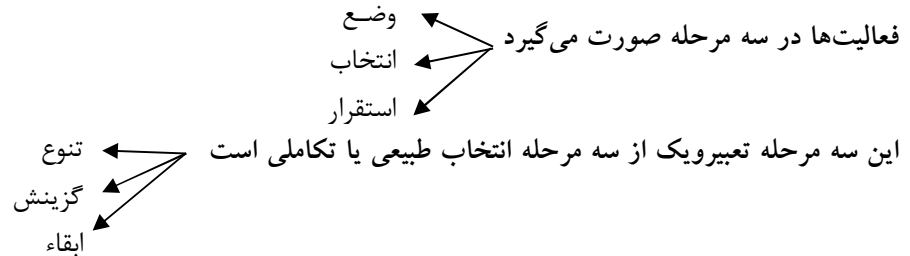 وضـع
فعالیت‌ها در سه مرحله صورت می‌گیرد
انتخاب
استقرار
این سه مرحله تعبیرویک از سه مرحله انتخاب طبیعی یا تکاملی است
تنوع
گزینش
ابقاء